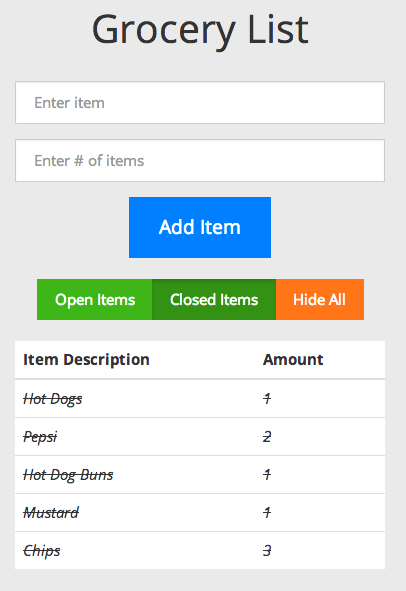 Grocery List
Enter item
Enter # of items
Add Item
Open Items Closed Items Hide All
Item Description Amount
Hot Dogs 1
Pepsi 2
Hot Dog Buns 1
Mustard 1
Chips 3